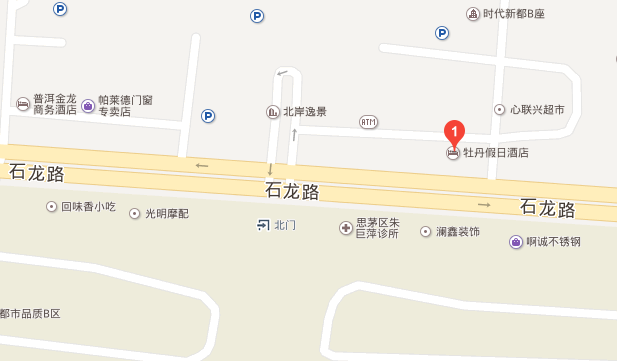 P
P
时代新都B座
P
普洱金龙
商务酒店
帕莱德门窗
专卖店
P
北岸逸景
ATM
心联兴超市
1
牡丹假日酒店
石龙路
石龙路
石龙路
回味香小吃
光明摩配
北门
思茅区朱
巨萍诊所
澜鑫装饰
啊诚不锈钢
都市品质B区